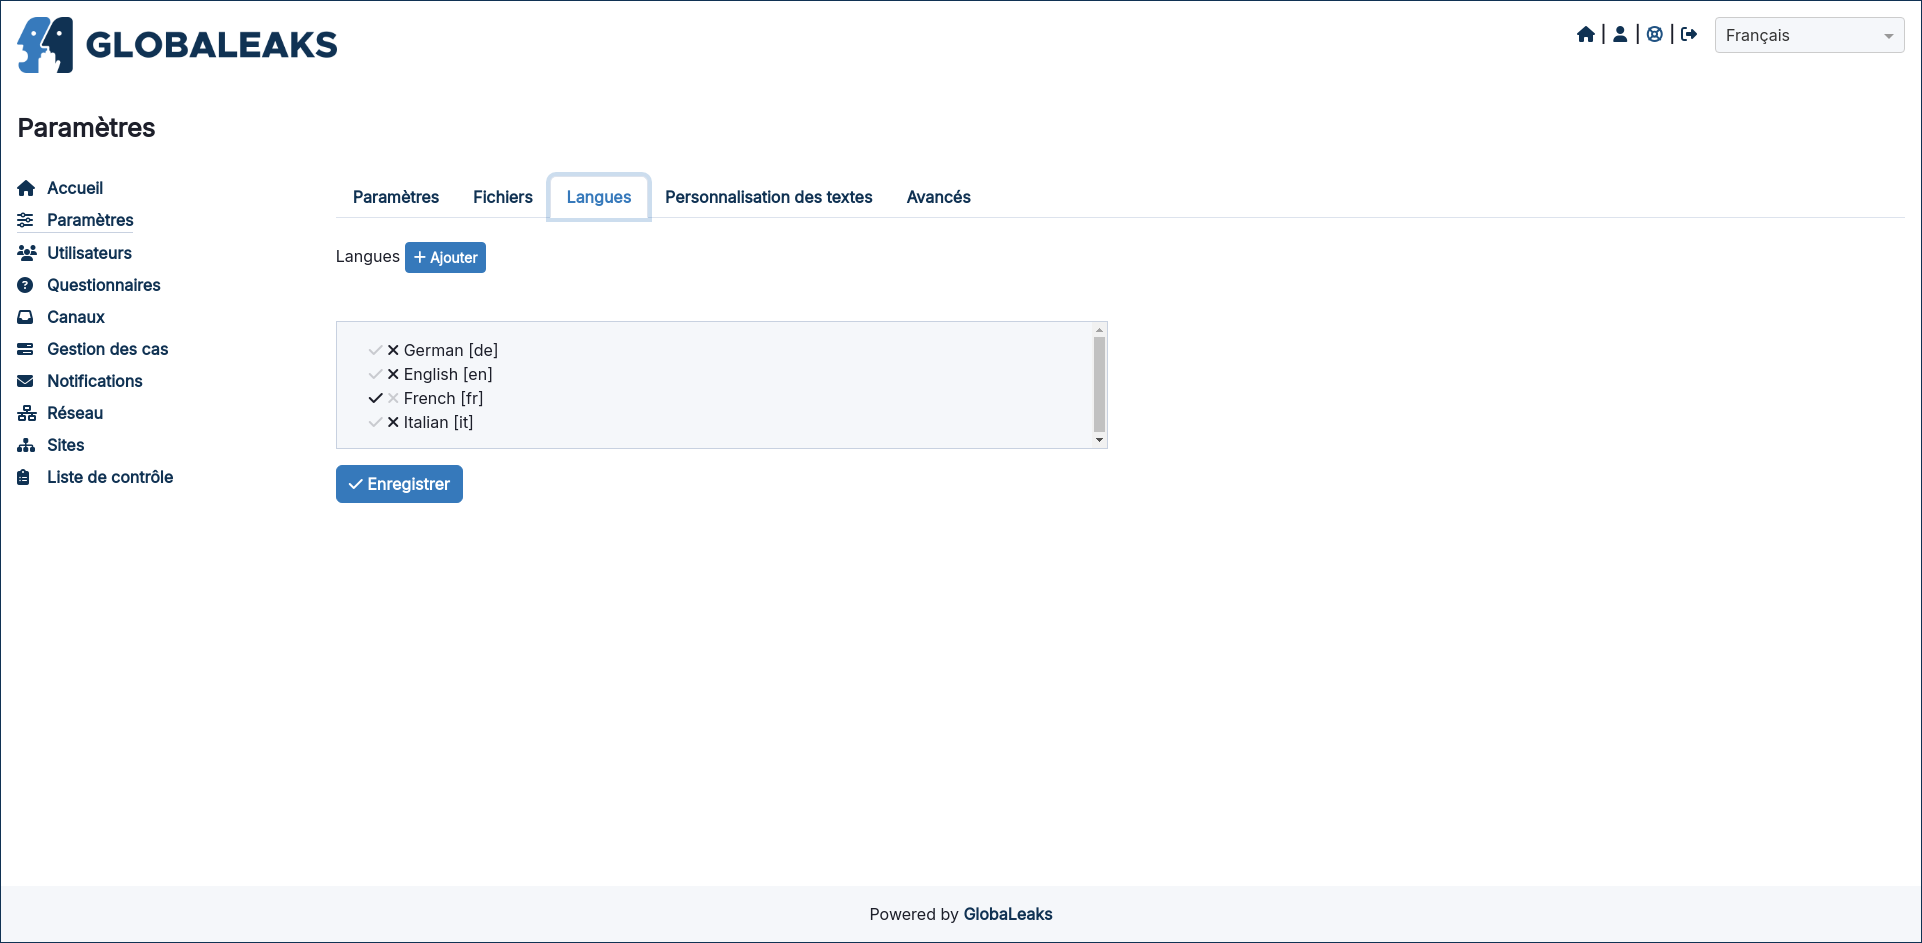 GLOBALEAKS
Français
Paramètres
Accueil
Paramètres
Utilisateurs
Questionnaires
Canaux
Gestion des cas
Notifications
Réseau
Sites
Liste de contrôle
Paramètres Fichiers Langues Personnalisation des textes Avancés
Langues Ajouter
German [de]
English [en]
French [fr]
Italian [it]
Enregistrer
Powered by GlobaLeaks